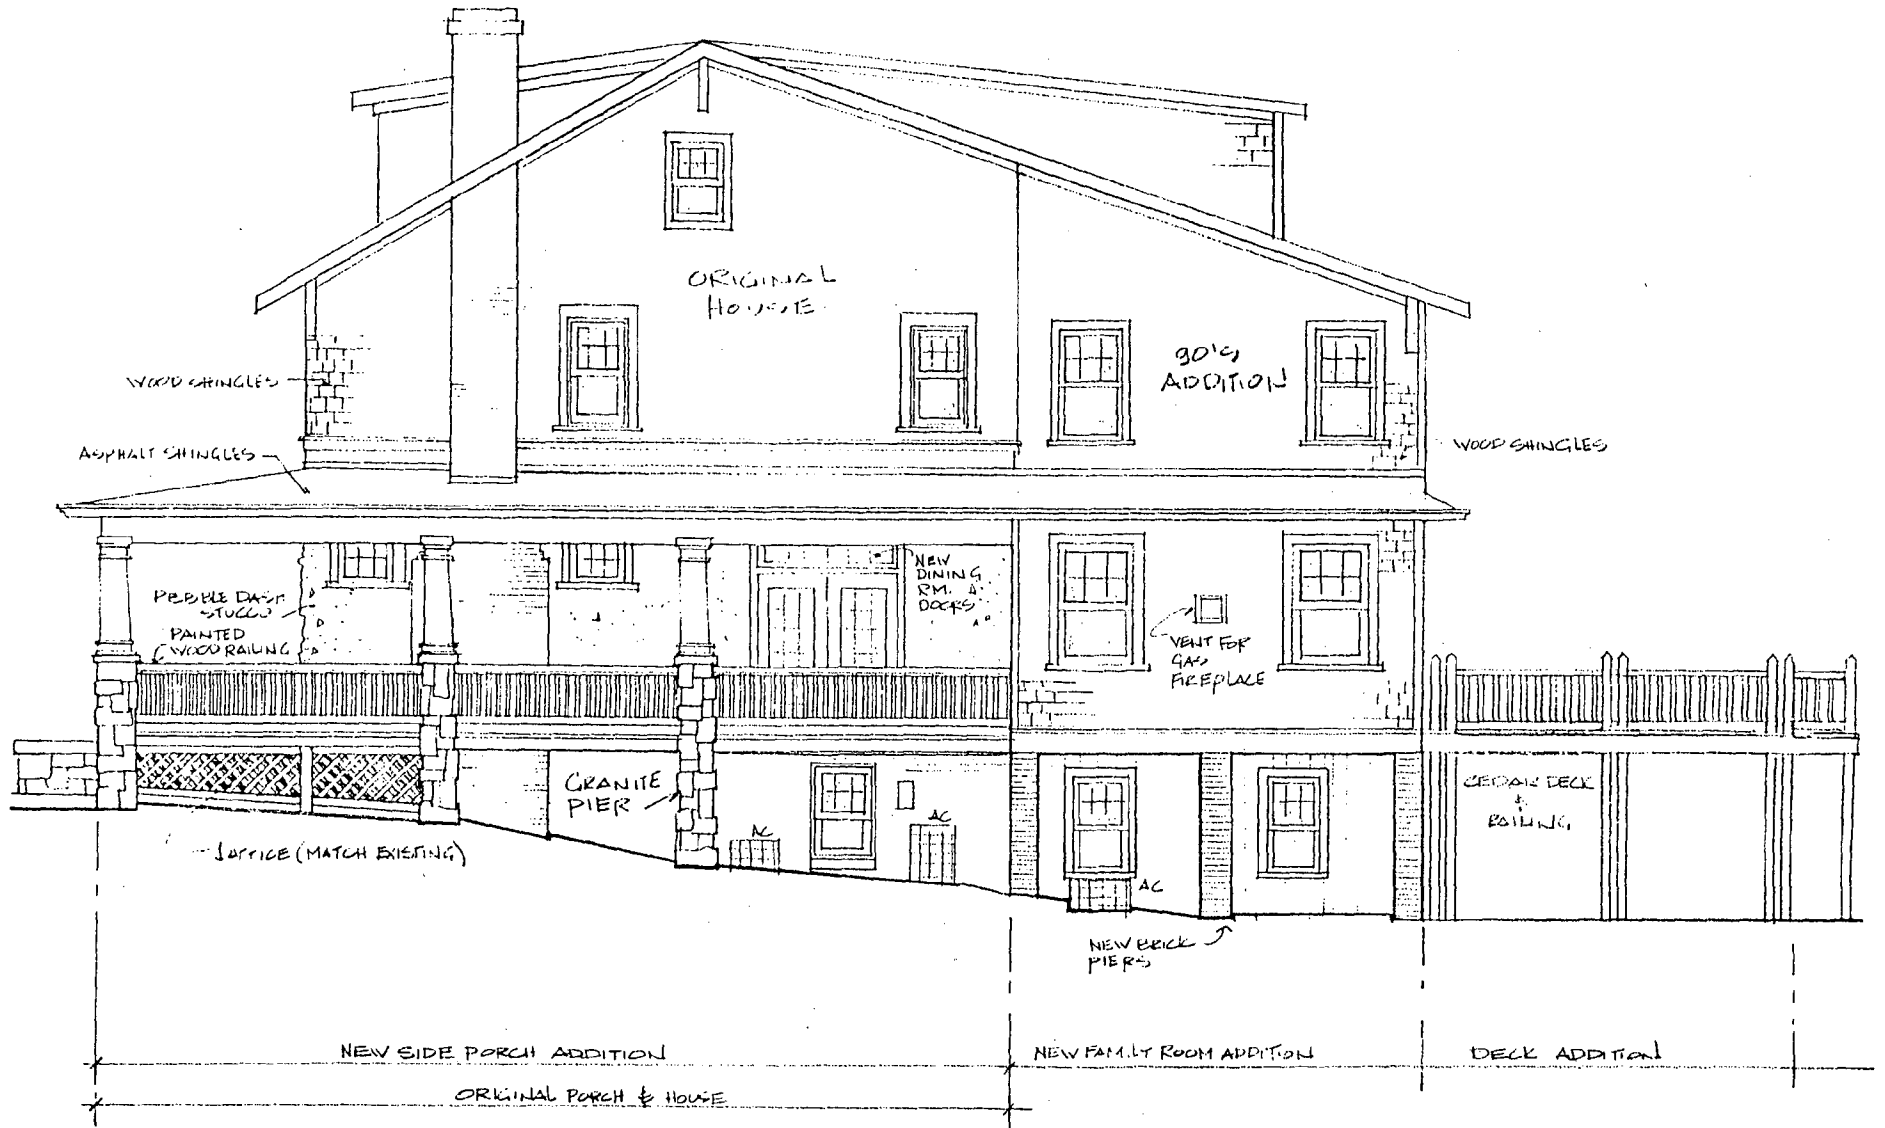 ORIGINAL
HOUSE
90'S
ADDITION
WOOD SHINGLES
ASPHALT SHINGLES
WOOD SHINGLES
NEW
DINING
RM.
DOORS
PEBBLE DASH
STUCCO
PAINTED
WOOD RAILING
VENT FOR
GAS
FIREPLACE
GRANITE
PIER
CEDAR DECK
&
RAILING
AC
AC
LATTICE (MATCH EXISTING)
AC
NEW BRICK
PIERS
NEW SIDE PORCH ADDITION
NEW FAMILY ROOM ADDITION
DECK ADDITION
ORIGINAL PORCH & HOUSE